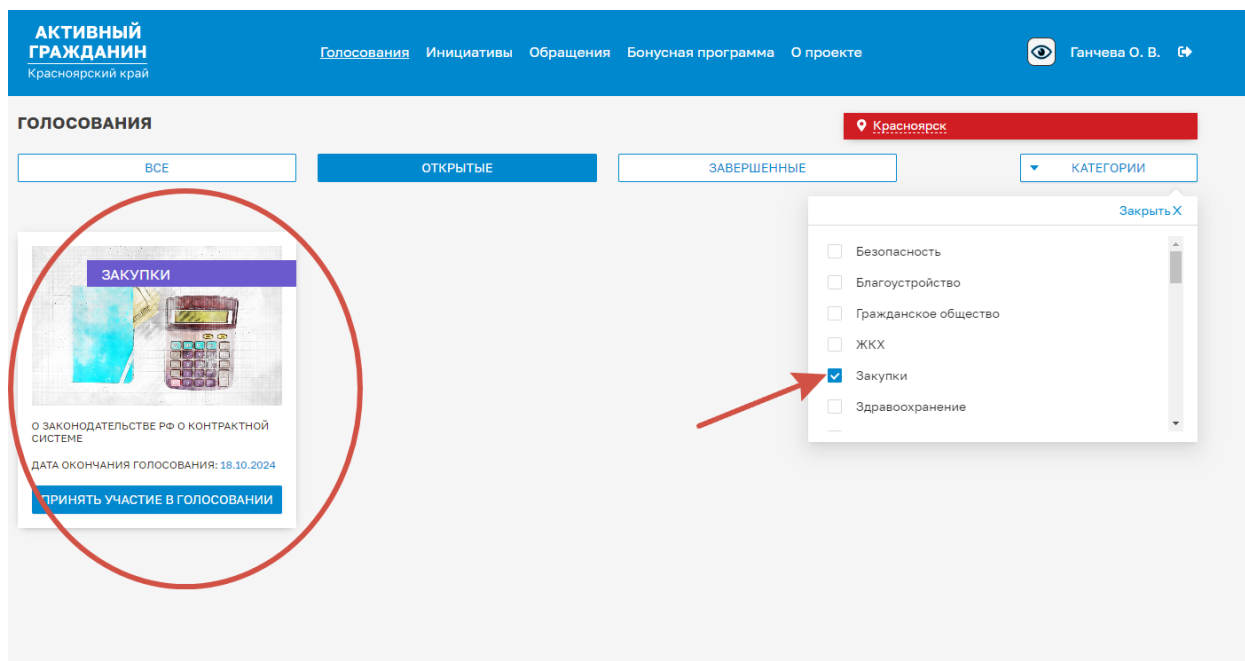 АКТИВНЫЙ
ГРАЖДАНИН
Красноярский край
Голосования Инициативы Обращения Бонусная программа О проекте
Ганчева О. В.
ГОЛОСОВАНИЯ
Красноярск
ВСЕ
ОТКРЫТЫЕ
ЗАВЕРШЕННЫЕ
КАТЕГОРИИ
Закрыть X
Безопасность
Благоустройство
Гражданское общество
ЖКХ
Закупки
Здравоохранение
ЗАКУПКИ
О ЗАКОНОДАТЕЛЬСТВЕ РФ О КОНТРАКТНОЙ
СИСТЕМЕ
ДАТА ОКОНЧАНИЯ ГОЛОСОВАНИЯ: 18.10.2024
ПРИНЯТЬ УЧАСТИЕ В ГОЛОСОВАНИИ